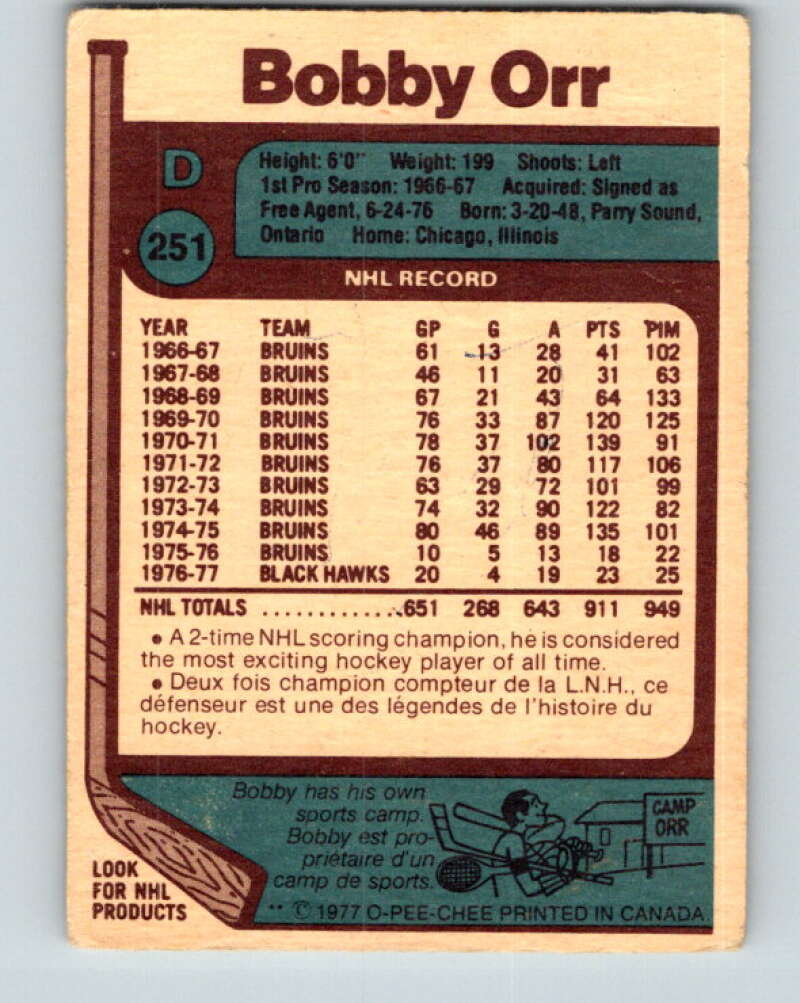 Bobby Orr
D
251
Height: 6'0" Weight: 199 Shoots: Left
1st Pro Season: 1966-67 Acquired: Signed as
Free Agent, 6-24-76 Born: 3-20-48, Parry Sound,
Ontario Home: Chicago, Illinois
NHL RECORD
YEAR TEAM GP G A PTS PIM
1966-67 BRUINS 61 13 28 41 102
1967-68 BRUINS 46 11 20 31 63
1968-69 BRUINS 67 21 43 64 133
1969-70 BRUINS 76 33 87 120 125
1970-71 BRUINS 78 37 102 139 91
1971-72 BRUINS 76 37 80 117 106
1972-73 BRUINS 63 29 72 101 99
1973-74 BRUINS 74 32 90 122 82
1974-75 BRUINS 80 46 89 135 101
1975-76 BRUINS 10 5 13 18 22
1976-77 BLACK HAWKS 20 4 19 23 25
NHL TOTALS .............651 268 643 911 949
• A 2-time NHL scoring champion, he is considered
the most exciting hockey player of all time.
• Deux fois champion compteur de la L.N.H., ce
défenseur est une des légendes de l'histoire du
hockey.
Bobby has his own
sports camp.
Bobby est pro-
priétaire d'un
camp de sports.
CAMP
ORR
LOOK
FOR NHL
PRODUCTS
** © 1977 O-PEE-CHEE PRINTED IN CANADA.